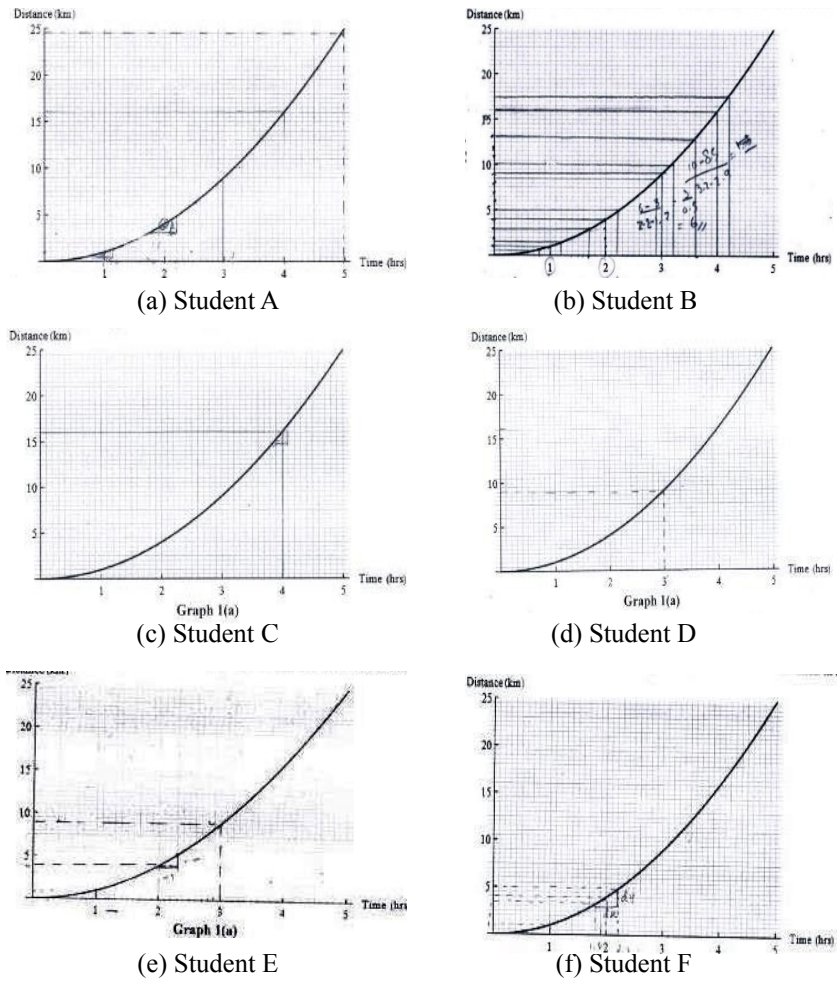 Distance (km)
25
20
15
10
5
1 2 3 4 5 Time (hrs)
(a) Student A
Distance (km)
25
20
15
10
5
1 2 3 4 5
Time (hrs)
(b) Student B
Distance (km)
25
20
15
10
5
1 2 3 4 5 Time (hrs)
Graph 1(a)
(c) Student C
Distance (km)
25
20
15
10
5
1 2 3 4 5 Time (hrs)
Graph 1(a)
(d) Student D
25
20
15
10
5
1 2 3 4 5 Time (hrs
Graph 1(a)
(e) Student E
Distance (km)
25
20
15
10
5
1 2 3 4 5 Time (hrs)
(f) Student F